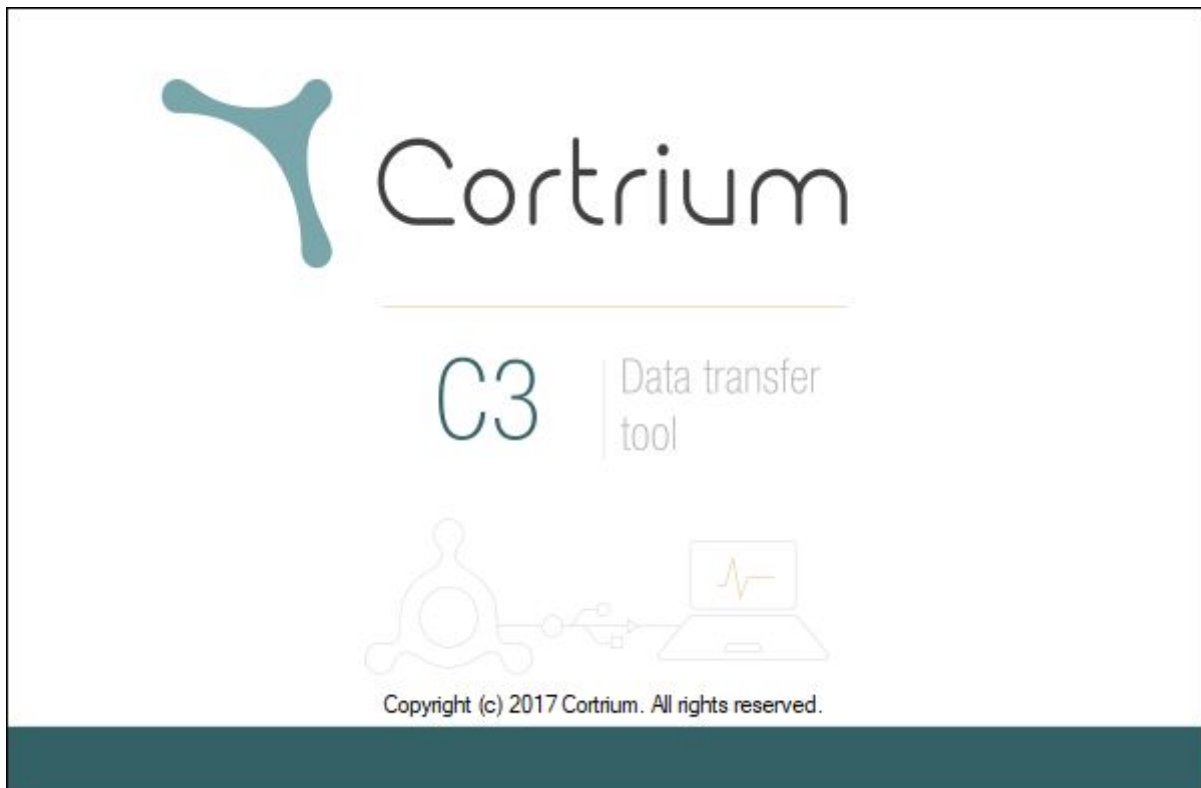 Cortrium
C3
Data transfer
tool
Copyright (c) 2017 Cortrium. All rights reserved.